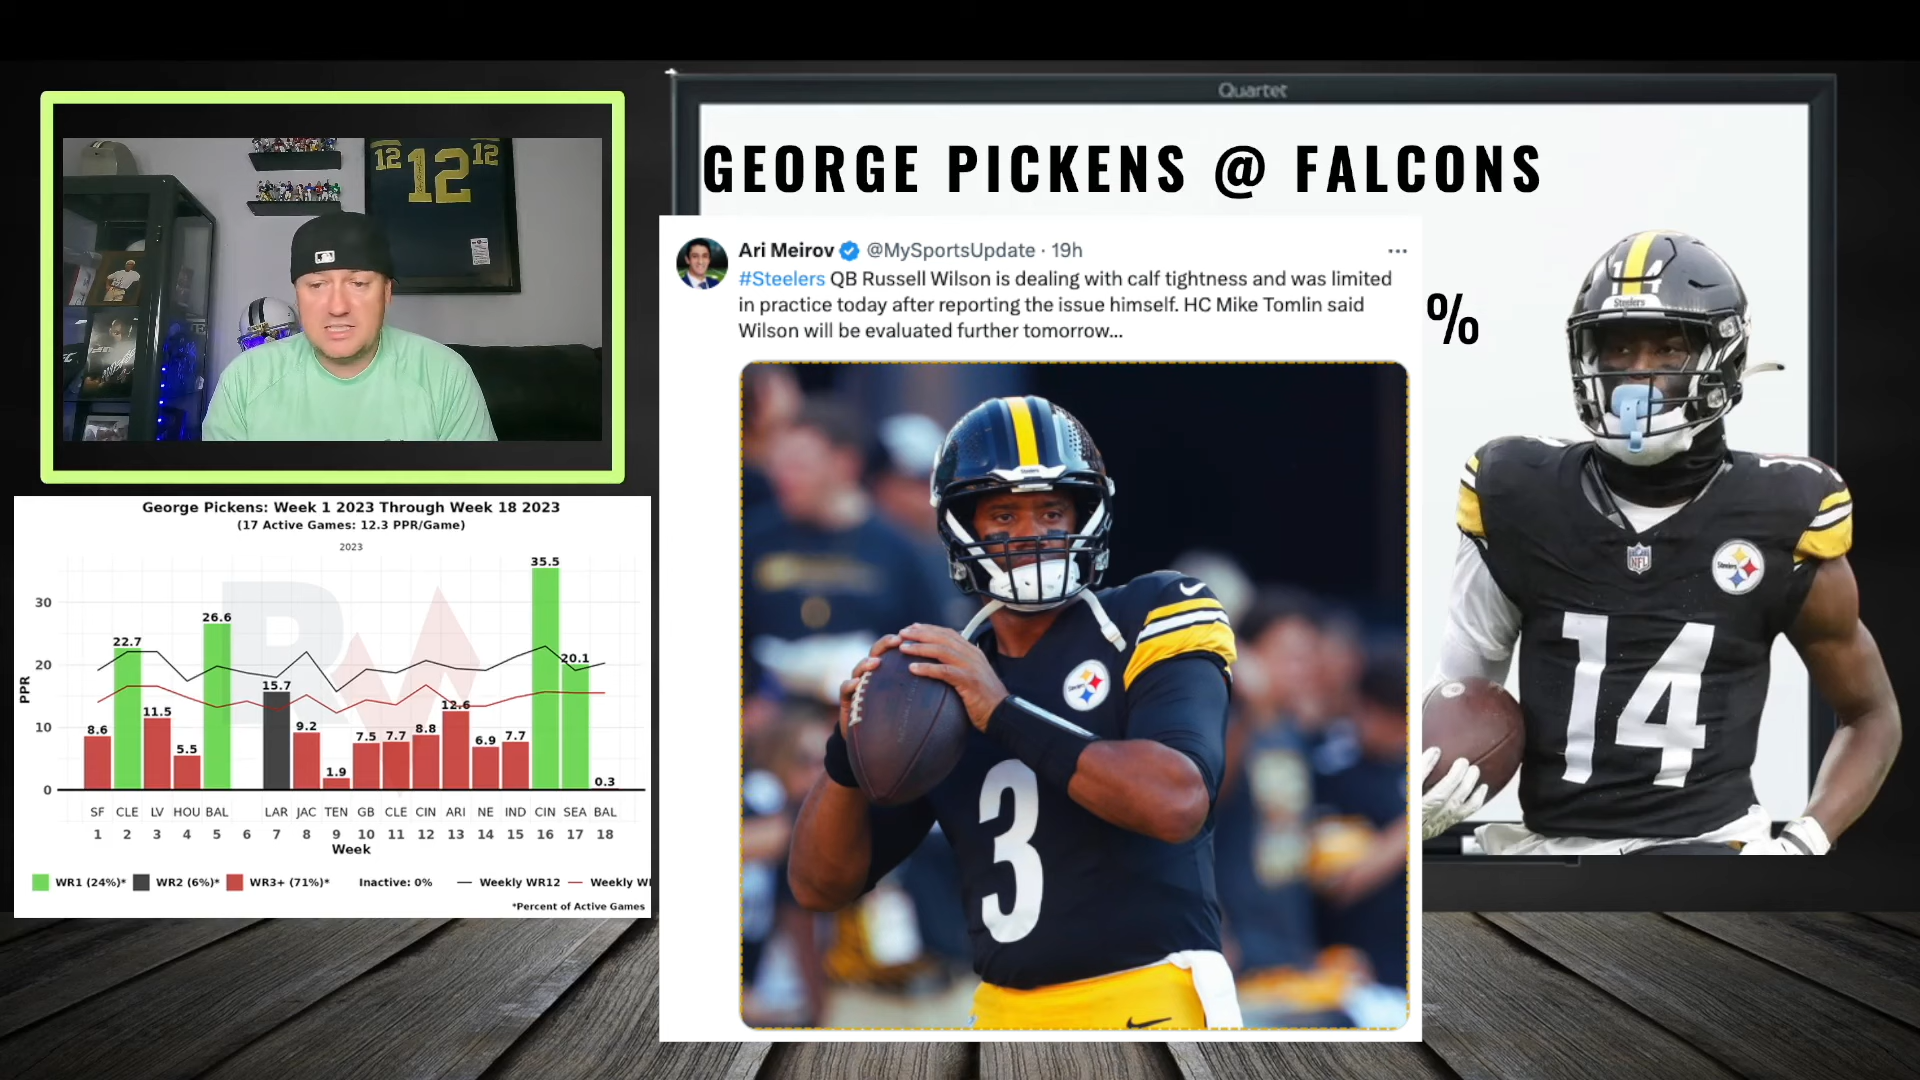 Quartet
GEORGE PICKENS @ FALCONS
%
Ari Meirov @MySportsUpdate · 19h
#Steelers QB Russell Wilson is dealing with calf tightness and was limited
in practice today after reporting the issue himself. HC Mike Tomlin said
Wilson will be evaluated further tomorrow...
Steelers
3
Steelers
14
NFL
Steelers
14
12 12 12
George Pickens: Week 1 2023 Through Week 18 2023
(17 Active Games: 12.3 PPR/Game)
2023
PPR
30
20
10
0
8.6 22.7 11.5 5.5 26.6 15.7 9.2 1.9 7.5 7.7 8.8 12.6 6.9 7.7 35.5 20.1 0.3
SF CLE LV HOU BAL LAR JAC TEN GB CLE CIN ARI NE IND CIN SEA BAL
1 2 3 4 5 6 7 8 9 10 11 12 13 14 15 16 17 18
Week
WR1 (24%)* WR2 (6%)* WR3+ (71%)* Inactive: 0% Weekly WR12 Weekly
*Percent of Active Games